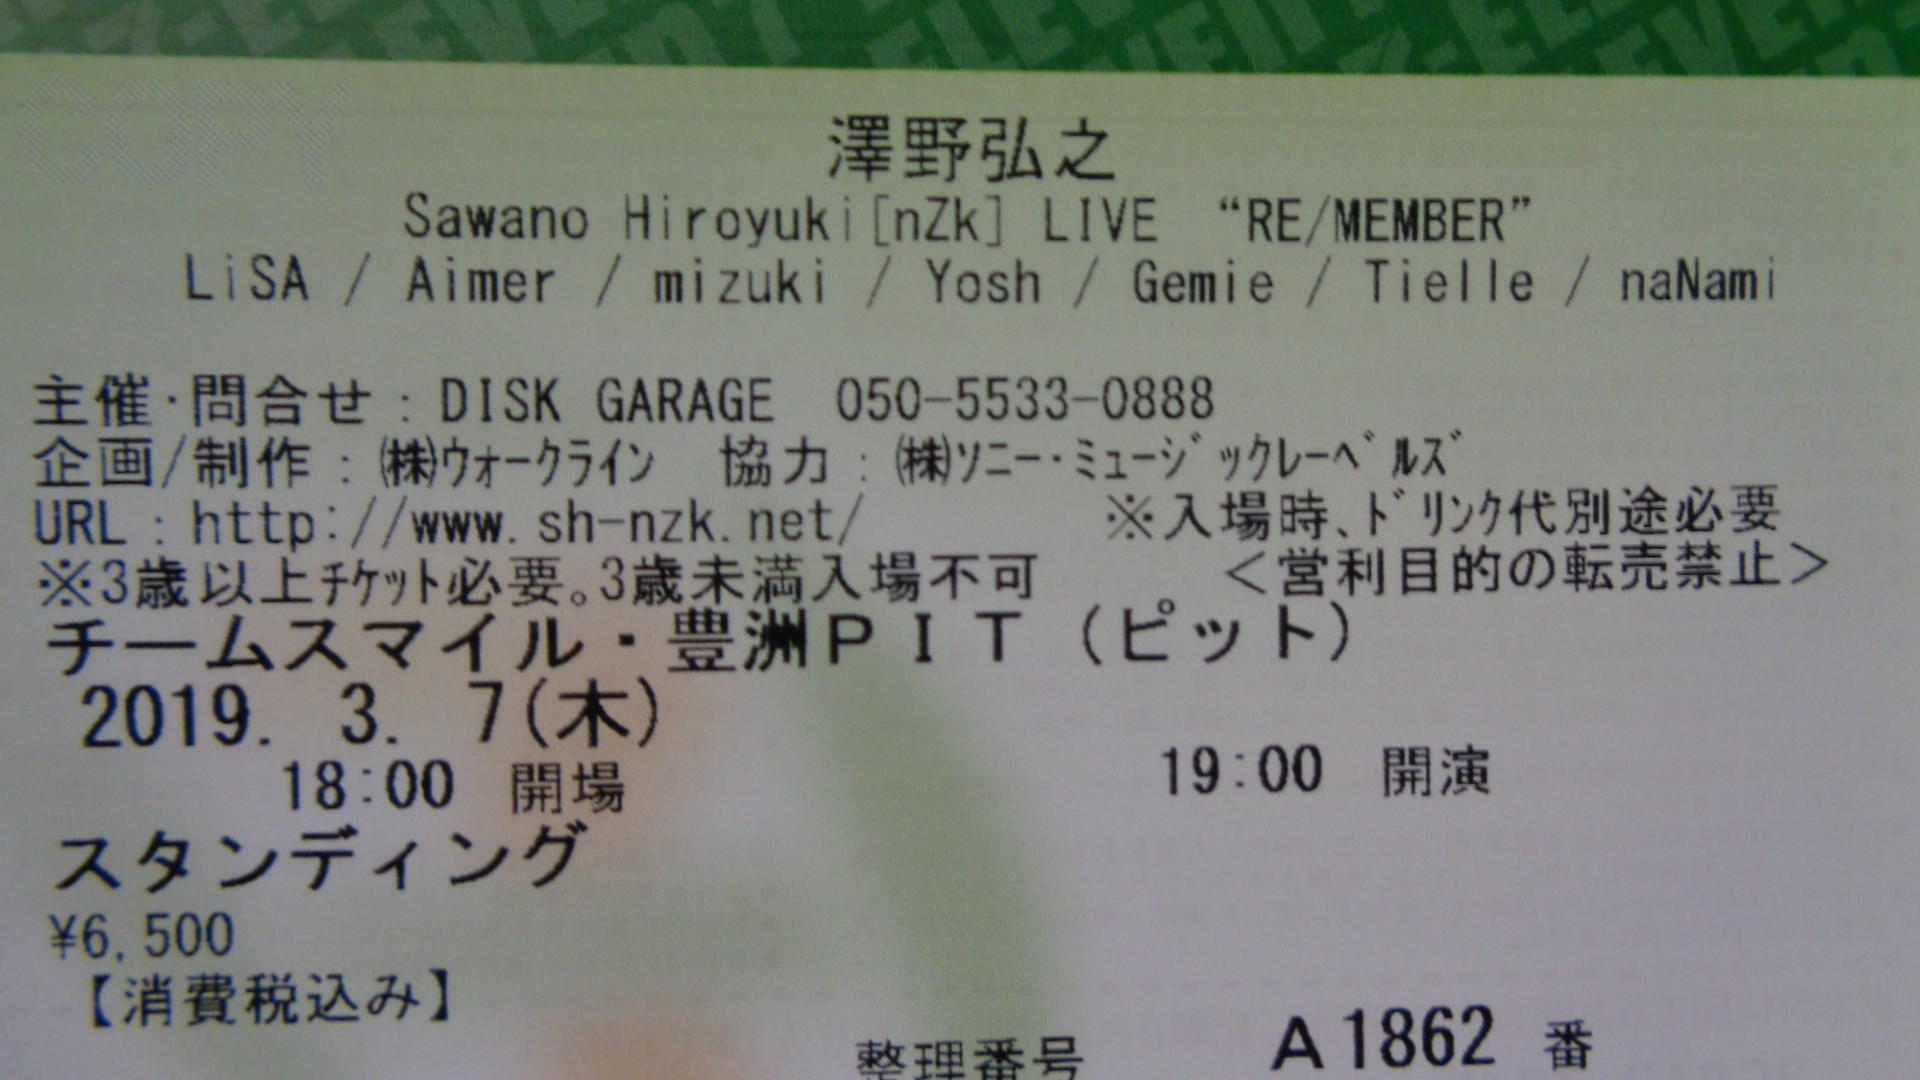 澤野弘之
Sawano Hiroyuki[nZk] LIVE “RE/MEMBER”
LiSA / Aimer / mizuki / Yosh / Gemie / Tielle / naNami
主催・問合せ：DISK GARAGE 050-5533-0888
企画/制作：㈱ｳｫｰｸﾗｲﾝ 協力：㈱ｿﾆｰ・ﾐｭｰｼﾞｯｸﾚｰﾍﾞﾙｽﾞ
URL：http://www.sh-nzk.net/ ※入場時、ﾄﾞﾘﾝｸ代別途必要
※3歳以上ﾁｹｯﾄ必要。3歳未満入場不可 ＜営利目的の転売禁止＞
チームスマイル・豊洲ＰＩＴ（ピット）
2019. 3. 7(木)
18:00 開場 19:00 開演
スタンディング
¥6,500
【消費税込み】
整理番号 A1862 番